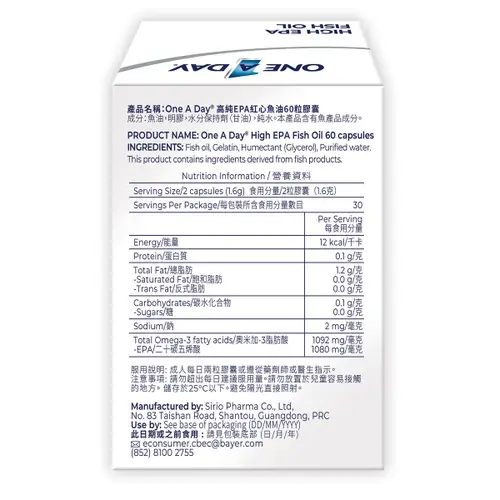 HIGH EPA
FISH OIL
ONE A DAY®
產品名稱:One A Day® 高純EPA紅心魚油60粒膠囊
成分:魚油,明膠,水分保持劑(甘油),純水。本產品含有魚產品成分。
PRODUCT NAME: One A Day® High EPA Fish Oil 60 capsules
INGREDIENTS: Fish oil, Gelatin, Humectant (Glycerol), Purified water.
This product contains ingredients derived from fish products.
Nutrition Information / 營養資料
Serving Size/2 capsules (1.6g) 食用分量/2粒膠囊 (1.6克)
Servings Per Package/每包裝所含食用分量數目 30
Per Serving
每食用分量
Energy/能量 12 kcal/千卡
Protein/蛋白質 0.1 g/克
Total Fat/總脂肪 1.2 g/克
-Saturated Fat/飽和脂肪 0.0 g/克
-Trans Fat/反式脂肪 0.0 g/克
Carbohydrates/碳水化合物 0.1 g/克
-Sugars/糖 0.0 g/克
Sodium/鈉 2 mg/毫克
Total Omega-3 fatty acids/奧米加-3脂肪酸 1092 mg/毫克
-EPA/二十碳五烯酸 1080 mg/毫克
服用說明: 成人每日兩粒膠囊或遵從藥劑師或醫生指示。
注意事項: 請勿超出每日建議服用量。請勿放置於兒童容易接觸
的地方。儲存於25°C以下。避免陽光直接照射。
Manufactured by: Sirio Pharma Co., Ltd,
No. 83 Taishan Road, Shantou, Guangdong, PRC
Use by: See base of packaging (DD/MM/YYYY)
此日期或之前食用 : 請見包裝底部 (日/月/年)
econsumer.cbec@bayer.com
(852) 8100 2755